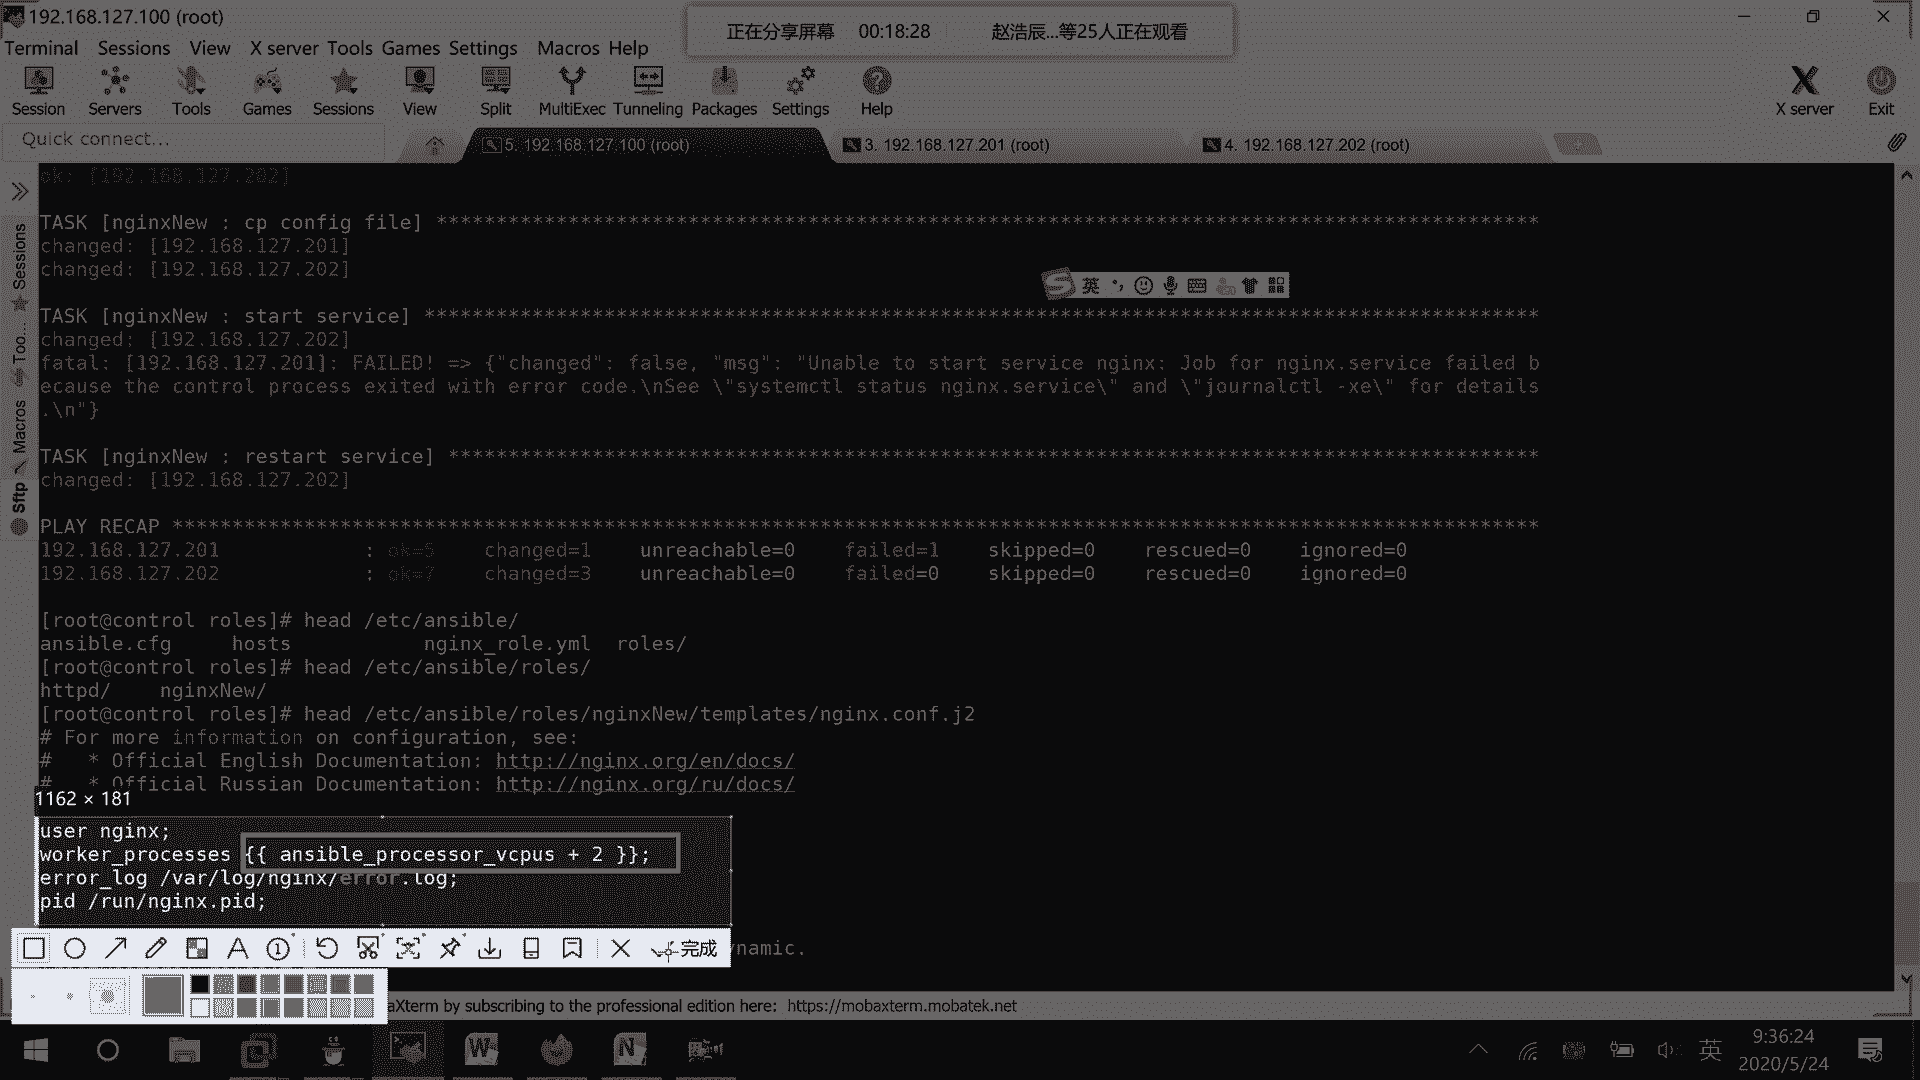 192.168.127.100 (root)
正在分享屏幕 00:18:28 赵浩辰...等25人正在观看
Terminal Sessions View X server Tools Games Settings Macros Help
Session Servers Tools Games Sessions View Split MultiExec Tunneling Packages Settings Help X server Exit
Quick connect...
5. 192.168.127.100 (root)
3. 192.168.127.201 (root)
4. 192.168.127.202 (root)
Sessions
Too...
Macros
Sftp
ok: [192.168.127.202]
TASK [nginxNew : cp config file] *******************************************************************************************
changed: [192.168.127.201]
changed: [192.168.127.202]
英
TASK [nginxNew : start service] ********************************************************************************************
changed: [192.168.127.202]
fatal: [192.168.127.201]: FAILED! => {"changed": false, "msg": "Unable to start service nginx: Job for nginx.service failed b
ecause the control process exited with error code.\nSee \"systemctl status nginx.service\" and \"journalctl -xe\" for details
.\n"}
TASK [nginxNew : restart service] ******************************************************************************************
changed: [192.168.127.202]
PLAY RECAP *****************************************************************************************************************
192.168.127.201 : ok=5 changed=1 unreachable=0 failed=1 skipped=0 rescued=0 ignored=0
192.168.127.202 : ok=7 changed=3 unreachable=0 failed=0 skipped=0 rescued=0 ignored=0
[root@control roles]# head /etc/ansible/
ansible.cfg hosts nginx_role.yml roles/
[root@control roles]# head /etc/ansible/roles/
httpd/ nginxNew/
[root@control roles]# head /etc/ansible/roles/nginxNew/templates/nginx.conf.j2
# For more information on configuration, see:
# * Official English Documentation: http://nginx.org/en/docs/
# * Official Russian Documentation: http://nginx.org/ru/docs/
1162 × 181
user nginx;
worker_processes {{ ansible_processor_vcpus + 2 }};
error_log /var/log/nginx/error.log;
pid /run/nginx.pid;
完成
namic.
aXterm by subscribing to the professional edition here: https://mobaxterm.mobatek.net
英
9:36:24
2020/5/24